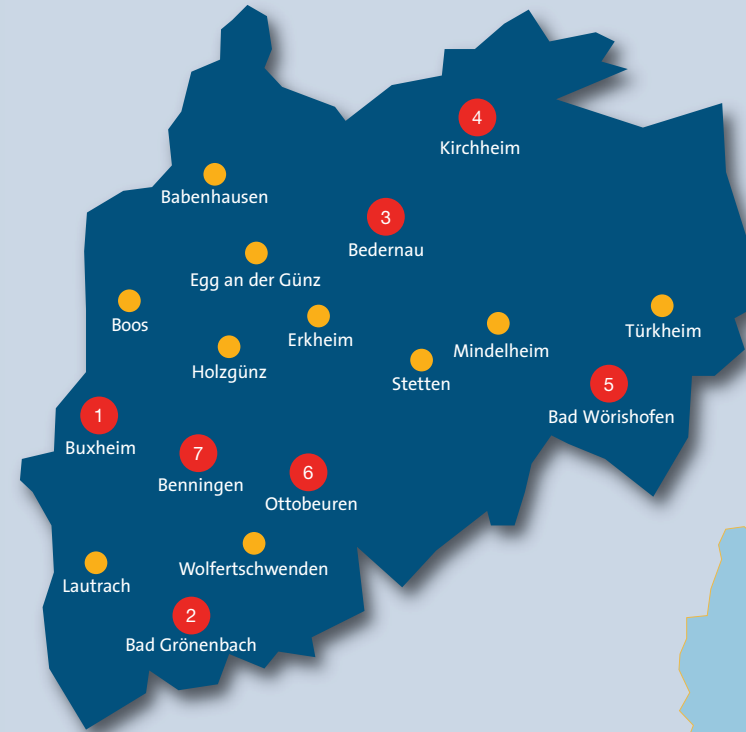 4
Kirchheim
Babenhausen
3
Bedernau
Egg an der Günz
Boos
Erkheim
Türkheim
Mindelheim
Holzgünz
Stetten
5
Bad Wörishofen
1
Buxheim
7
Benningen
6
Ottobeuren
Wolfertschwenden
Lautrach
2
Bad Grönenbach